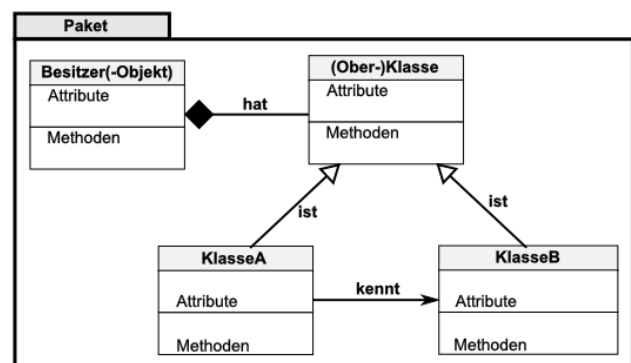 Paket
Besitzer(-Objekt)
Attribute
Methoden
hat
(Ober-)Klasse
Attribute
Methoden
ist
ist
KlasseA
Attribute
Methoden
kennt
KlasseB
Attribute
Methoden